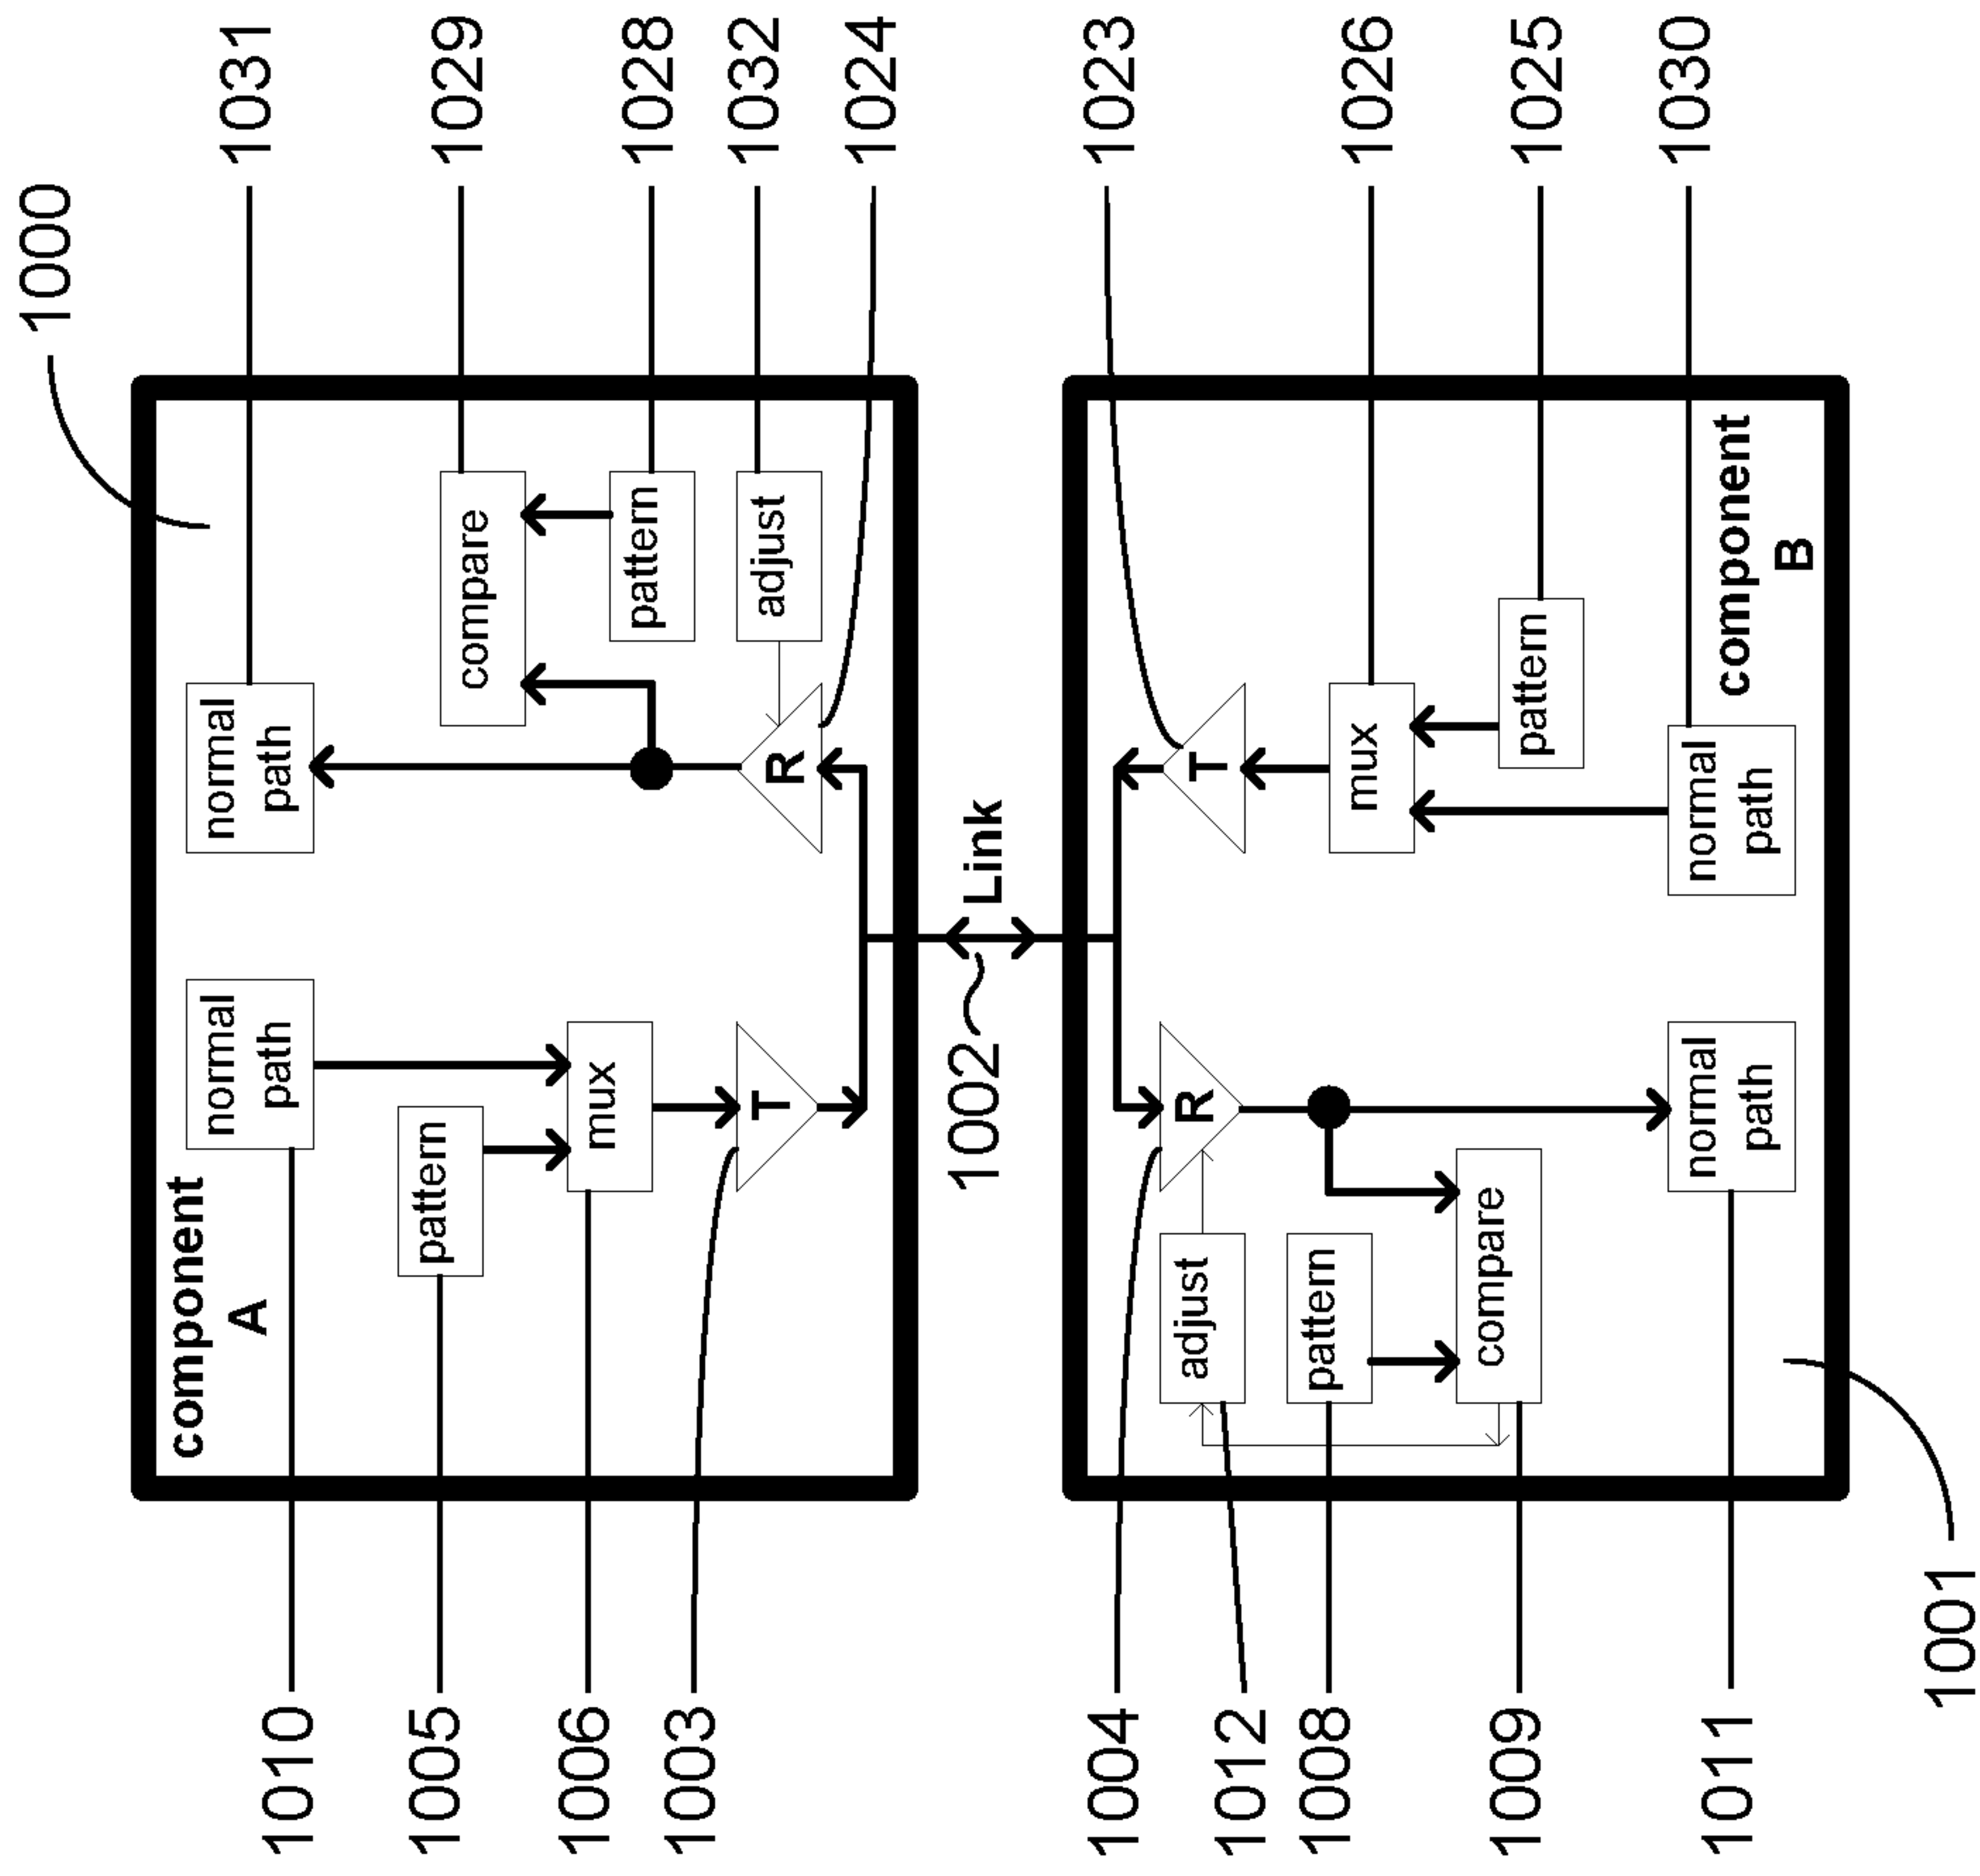 1000
1031
1029
1028
1032
1024
1023
1026
1025
1030
component
A
normal
path
pattern
mux
T
normal
path
compare
pattern
adjust
R
Link
1002
R
adjust
pattern
compare
normal
path
T
mux
pattern
normal
path
component
B
1010
1005
1006
1003
1004
1012
1008
1009
1011
1001